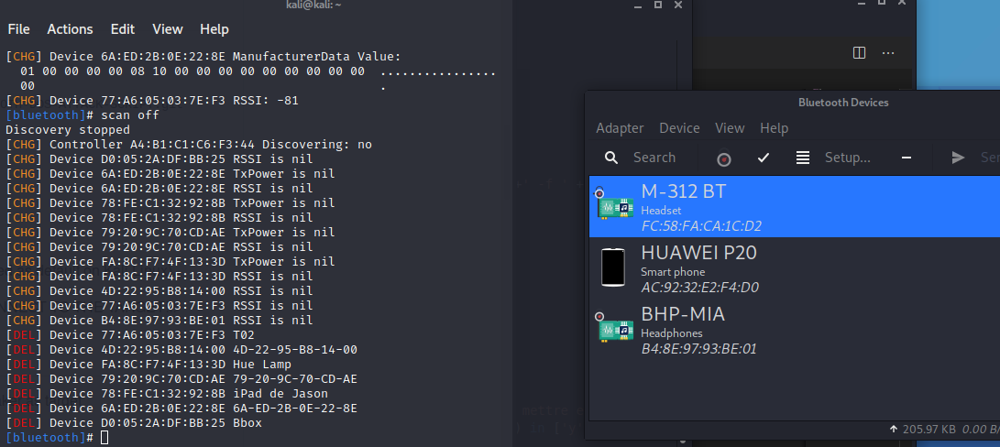 kali@kali: ~
File Actions Edit View Help
[CHG] Device 6A:ED:2B:0E:22:8E ManufacturerData Value:
01 00 00 00 00 08 10 00 00 00 00 00 00 00 00 00 ................
00 .
[CHG] Device 77:A6:05:03:7E:F3 RSSI: -81
[bluetooth]# scan off
Discovery stopped
[CHG] Controller A4:B1:C1:C6:F3:44 Discovering: no
[CHG] Device D0:05:2A:DF:BB:25 RSSI is nil
[CHG] Device 6A:ED:2B:0E:22:8E TxPower is nil
[CHG] Device 6A:ED:2B:0E:22:8E RSSI is nil
[CHG] Device 78:FE:C1:32:92:8B TxPower is nil
[CHG] Device 78:FE:C1:32:92:8B RSSI is nil
[CHG] Device 79:20:9C:70:CD:AE TxPower is nil
[CHG] Device 79:20:9C:70:CD:AE RSSI is nil
[CHG] Device FA:8C:F7:4F:13:3D TxPower is nil
[CHG] Device FA:8C:F7:4F:13:3D RSSI is nil
[CHG] Device 4D:22:95:B8:14:00 RSSI is nil
[CHG] Device 77:A6:05:03:7E:F3 RSSI is nil
[CHG] Device B4:8E:97:93:BE:01 RSSI is nil
[DEL] Device 77:A6:05:03:7E:F3 T02
[DEL] Device 4D:22:95:B8:14:00 4D-22-95-B8-14-00
[DEL] Device FA:8C:F7:4F:13:3D Hue Lamp
[DEL] Device 79:20:9C:70:CD:AE 79-20-9C-70-CD-AE
[DEL] Device 78:FE:C1:32:92:8B iPad de Jason
[DEL] Device 6A:ED:2B:0E:22:8E 6A-ED-2B-0E-22-8E
[DEL] Device D0:05:2A:DF:BB:25 Bbox
[bluetooth]#
mettre
Bluetooth Devices
Adapter Device View Help
Search Setup...
M-312 BT
Headset
FC:58:FA:CA:1C:D2
HUAWEI P20
Smart phone
AC:92:32:E2:F4:D0
BHP-MIA
Headphones
B4:8E:97:93:BE:01
205.97 KB 0.00 B/